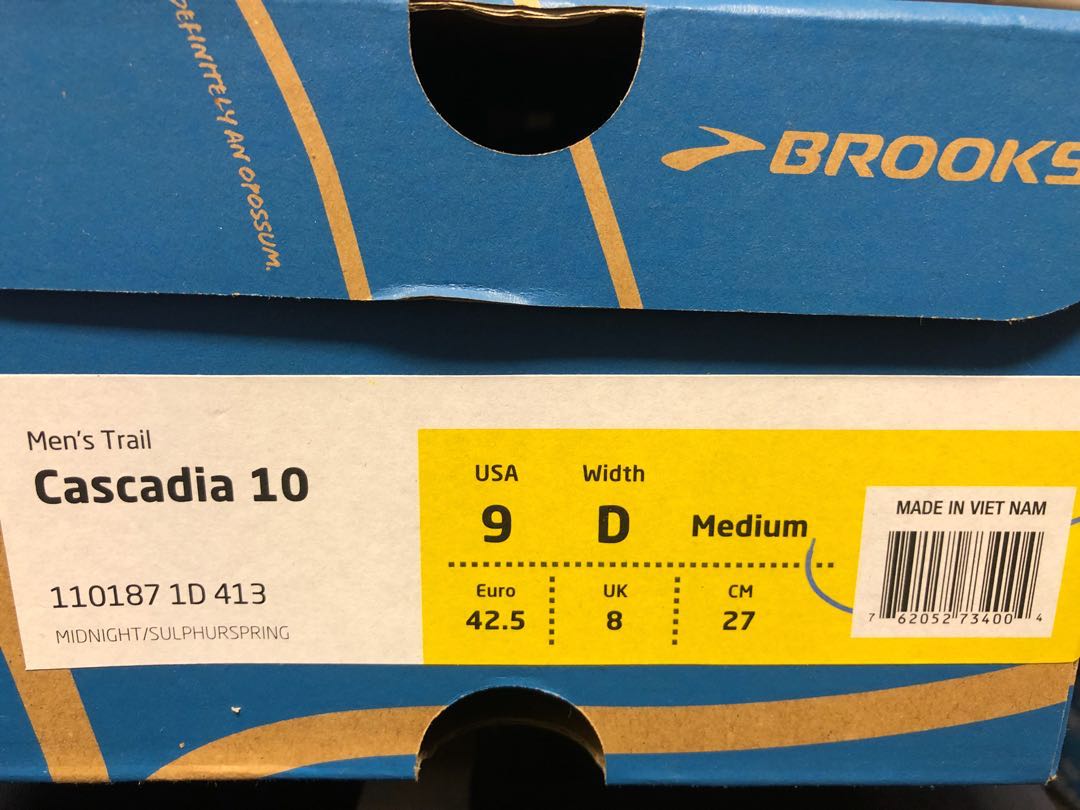 DEFINITELY AN OPOSSUM.
BROOKS
Men's Trail
Cascadia 10
110187 1D 413
MIDNIGHT/SULPHURSPRING
USA Width
9 D Medium
Euro UK CM
42.5 8 27
MADE IN VIET NAM
7 62052 73400 4